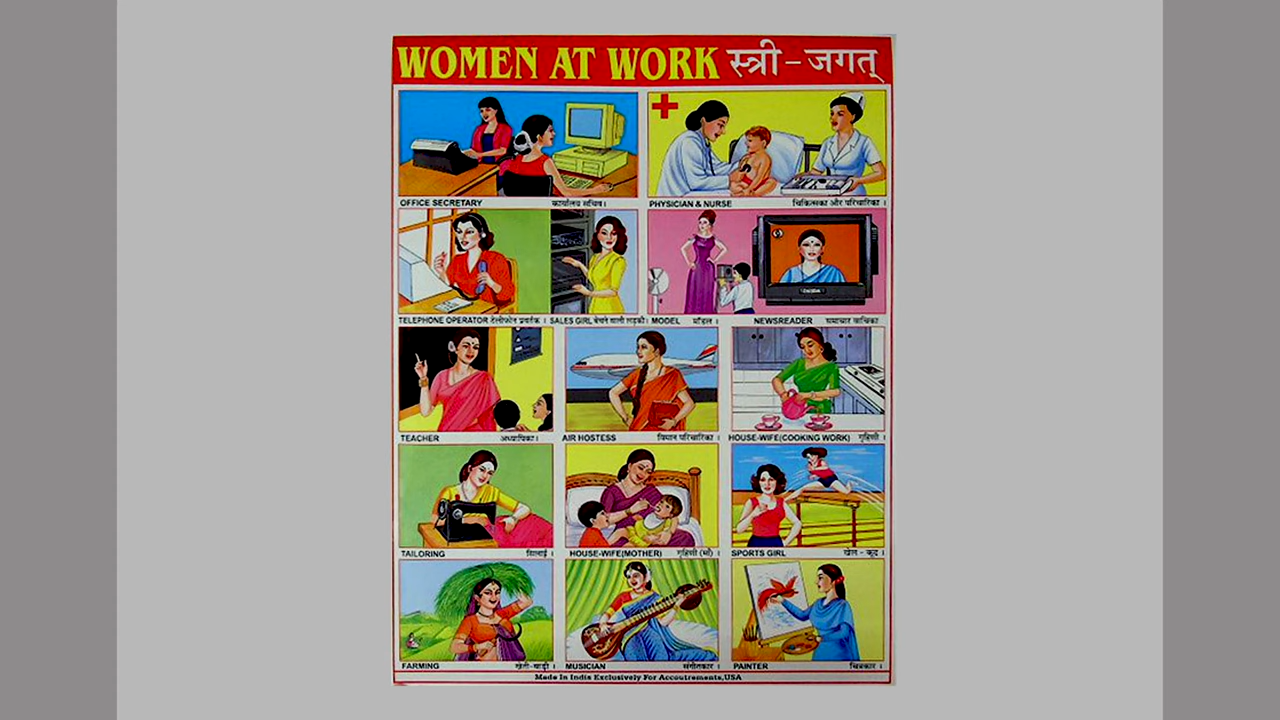 WOMEN AT WORK स्त्री - जगत्
OFFICE SECRETARY कार्यालय सचिव।
PHYSICIAN & NURSE चिकित्सिका और परिचारिका ।
TELEPHONE OPERATOR टेलीफोन प्रवर्तक । SALES GIRL बेचने वाली लड़की। MODEL मॉडल ।
NEWSREADER समाचार वाचिका
TEACHER अध्यापिका।
AIR HOSTESS विमान परिचारिका ।
HOUSE-WIFE(COOKING WORK) गृहिणी ।
TAILORING सिलाई ।
HOUSE-WIFE(MOTHER) गृहिणी (माँ) ।
SPORTS GIRL खेल - कूद ।
FARMING खेती-बाड़ी ।
MUSICIAN संगीतकार ।
PAINTER चित्रकार ।
Made In India Exclusively For Accoutrements,USA